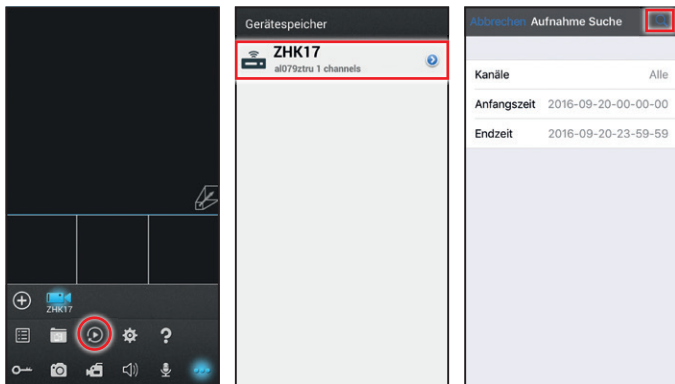 ZHK17
?
Gerätespeicher
ZHK17
al079ztru 1 channels
Abbrechen Aufnahme Suche
Kanäle Alle
Anfangszeit 2016-09-20-00-00-00
Endzeit 2016-09-20-23-59-59